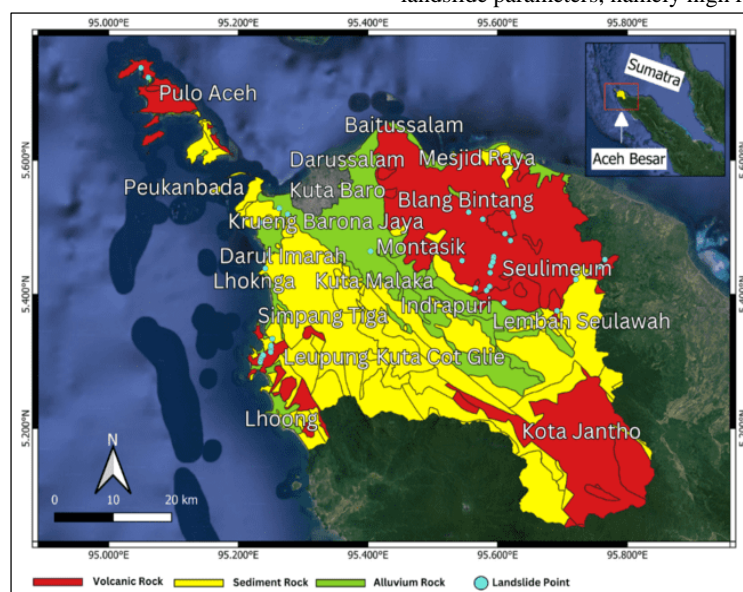 landslide parameters, namely high
95.000°E 95.200°E 95.400°E 95.600°E 95.800°E
Sumatra
Aceh Besar
Pulo Aceh
Baitussalam
Darussalam Mesjid Raya
5.600°N 5.600°N
Peukanbada Kuta Baro Blang Bintang
Krueng Barona Jaya
Darul Imarah Montasik
Lhoknga Kuta Malaka Seulimeum
5.400°N 5.400°N
Indrapuri
Simpang Tiga Lembah Seulawah
Leupung Kuta Cot Glie
Lhoong Kota Jantho
5.200°N 5.200°N
N
0 10 20 km
95.000°E 95.200°E 95.400°E 95.600°E 95.800°E
Volcanic Rock Sediment Rock Alluvium Rock Landslide Point